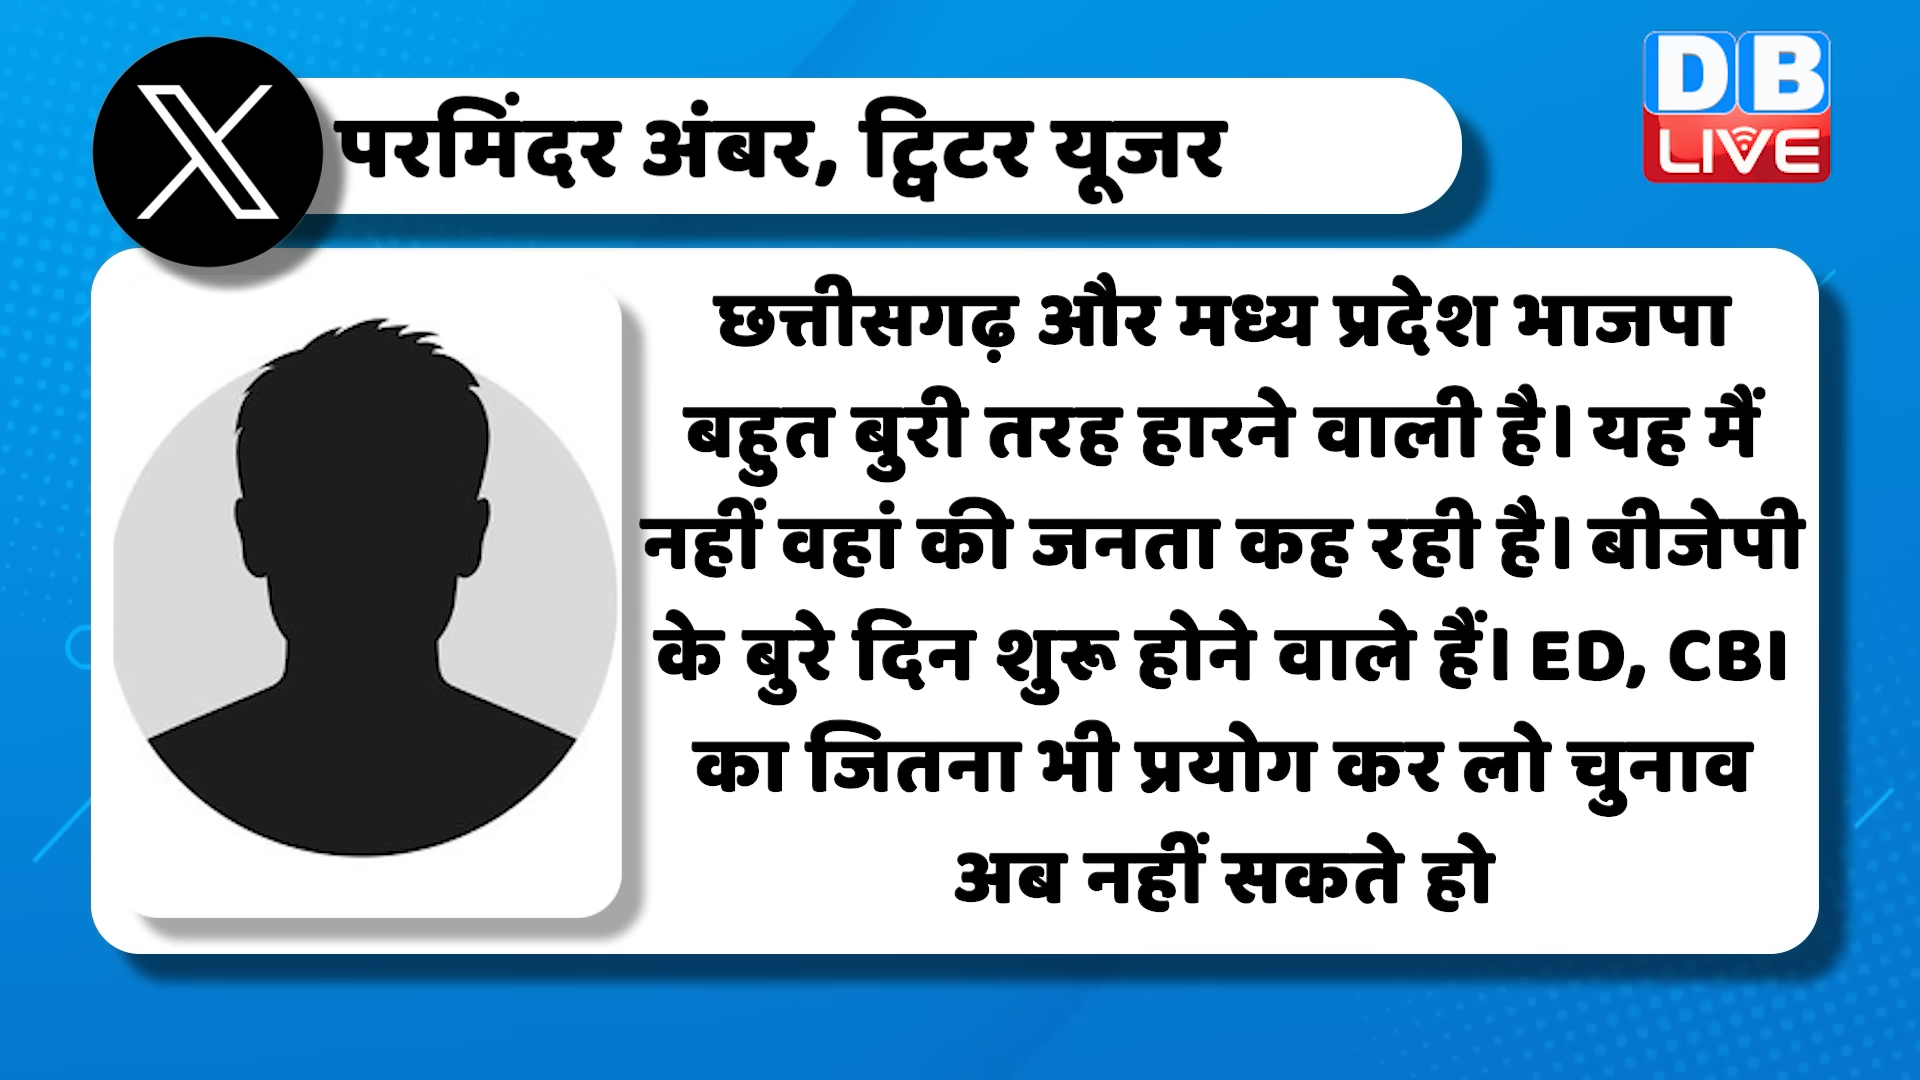 परमिंदर अंबर, ट्विटर यूजर
DB
LIVE
छत्तीसगढ़ और मध्य प्रदेश भाजपा
बहुत बुरी तरह हारने वाली है। यह मैं
नहीं वहां की जनता कह रही है। बीजेपी
के बुरे दिन शुरू होने वाले हैं। ED, CBI
का जितना भी प्रयोग कर लो चुनाव
अब नहीं सकते हो